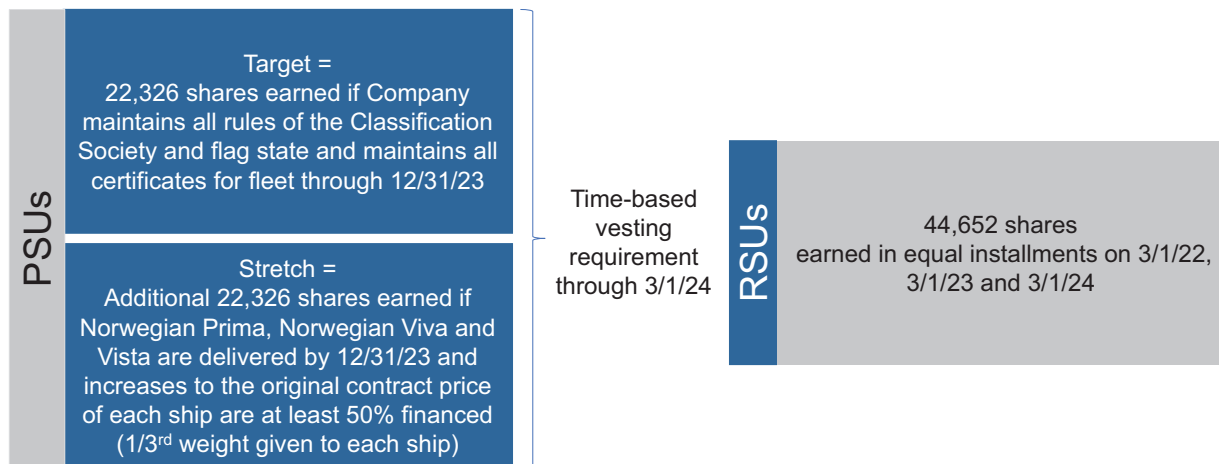 PSUs
Target =
22,326 shares earned if Company
maintains all rules of the Classification
Society and flag state and maintains all
certificates for fleet through 12/31/23
Stretch =
Additional 22,326 shares earned if
Norwegian Prima, Norwegian Viva and
Vista are delivered by 12/31/23 and
increases to the original contract price
of each ship are at least 50% financed
(1/3rd weight given to each ship)
Time-based
vesting
requirement
through 3/1/24
RSUs
44,652 shares
earned in equal installments on 3/1/22,
3/1/23 and 3/1/24